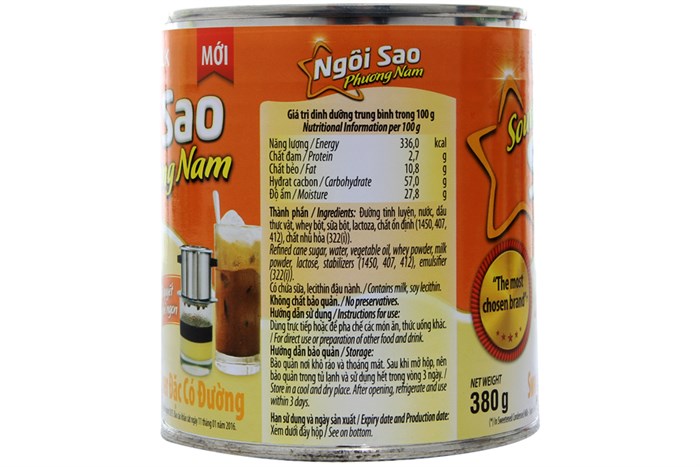 MỚI
Sao
Nam
Đặc Có Đường
Ngôi Sao
Phương Nam
Giá trị dinh dưỡng trung bình trong 100 g
Nutritional Information per 100 g
Năng lượng / Energy 336,0 kcal
Chất đạm / Protein 2,7 g
Chất béo / Fat 10,8 g
Hyđrat cacbon / Carbohydrate 57,0 g
Độ ẩm / Moisture 27,8 g
Thành phần / Ingredients: Đường tinh luyện, nước, dầu
thực vật, whey bột, sữa bột, lactoza, chất ổn định (1450, 407,
412), chất nhũ hóa (322(i)).
Refined cane sugar, water, vegetable oil, whey powder, milk
powder, lactose, stabilizers (1450, 407, 412), emulsifier
(322(i)).
Có chứa sữa, lecithin đậu nành. / Contains milk, soy lecithin.
Không chất bảo quản. / No preservatives.
Hướng dẫn sử dụng / Instructions for use:
Dùng trực tiếp hoặc để pha chế các món ăn, thức uống khác.
/ For direct use or preparation of other food and drink.
Hướng dẫn bảo quản / Storage:
Bảo quản nơi khô ráo và thoáng mát. Sau khi mở hộp, nên
bảo quản trong tủ lạnh và sử dụng hết trong vòng 3 ngày. /
Store in a cool and dry place. After opening, refrigerate and use
within 3 days.
Hạn sử dụng và ngày sản xuất / Expiry date and Production date:
Xem dưới đáy hộp / See on bottom.
"The most
chosen brand"
NET WEIGHT
380 g